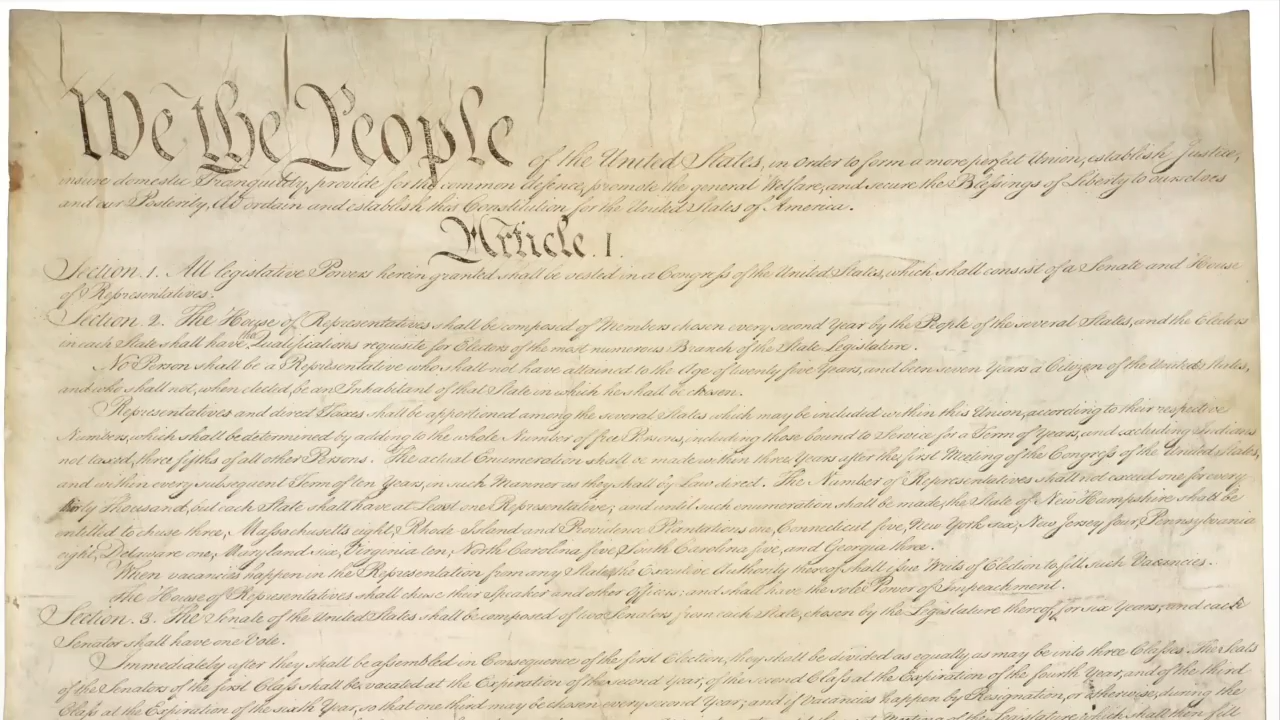 We the People of the United States, in Order to form a more perfect Union, establish Justice,
insure domestic Tranquility, provide for the common defence, promote the general Welfare, and secure the Blessings of Liberty to ourselves
and our Posterity, do ordain and establish this Constitution for the United States of America.
Article. I.
Section. 1. All legislative Powers herein granted shall be vested in a Congress of the United States, which shall consist of a Senate and House
of Representatives.
Section. 2. The House of Representatives shall be composed of Members chosen every second Year by the People of the several States, and the Electors
in each State shall have the Qualifications requisite for Electors of the most numerous Branch of the State Legislature.
No Person shall be a Representative who shall not have attained to the Age of twenty five Years, and been seven Years a Citizen of the United States,
and who shall not, when elected, be an Inhabitant of that State in which he shall be chosen.
Representatives and direct Taxes shall be apportioned among the several States which may be included within this Union, according to their respective
Numbers, which shall be determined by adding to the whole Number of free Persons, including those bound to Service for a Term of Years, and excluding Indians
not taxed, three fifths of all other Persons. The actual Enumeration shall be made within three Years after the first Meeting of the Congress of the United States,
and within every subsequent Term of ten Years, in such Manner as they shall by Law direct. The Number of Representatives shall not exceed one for every
thirty Thousand, but each State shall have at Least one Representative; and until such enumeration shall be made, the State of New Hampshire shall be
entitled to chuse three, Massachusetts eight, Rhode Island and Providence Plantations one, Connecticut five, New York six, New Jersey four, Pennsylvania
eight, Delaware one, Maryland six, Virginia ten, North Carolina five, South Carolina five, and Georgia three.
When vacancies happen in the Representation from any State, the Executive Authority thereof shall issue Writs of Election to fill such Vacancies.
The House of Representatives shall chuse their Speaker and other Officers; and shall have the sole Power of Impeachment.
Section. 3. The Senate of the United States shall be composed of two Senators from each State, chosen by the Legislature thereof, for six Years; and each
Senator shall have one Vote.
Immediately after they shall be assembled in Consequence of the first Election, they shall be divided as equally as may be into three Classes. The Seats
of the Senators of the first Class shall be vacated at the Expiration of the second Year, of the second Class at the Expiration of the fourth Year, and of the third
Class at the Expiration of the sixth Year, so that one third may be chosen every second Year; and if Vacancies happen by Resignation, or otherwise, during the